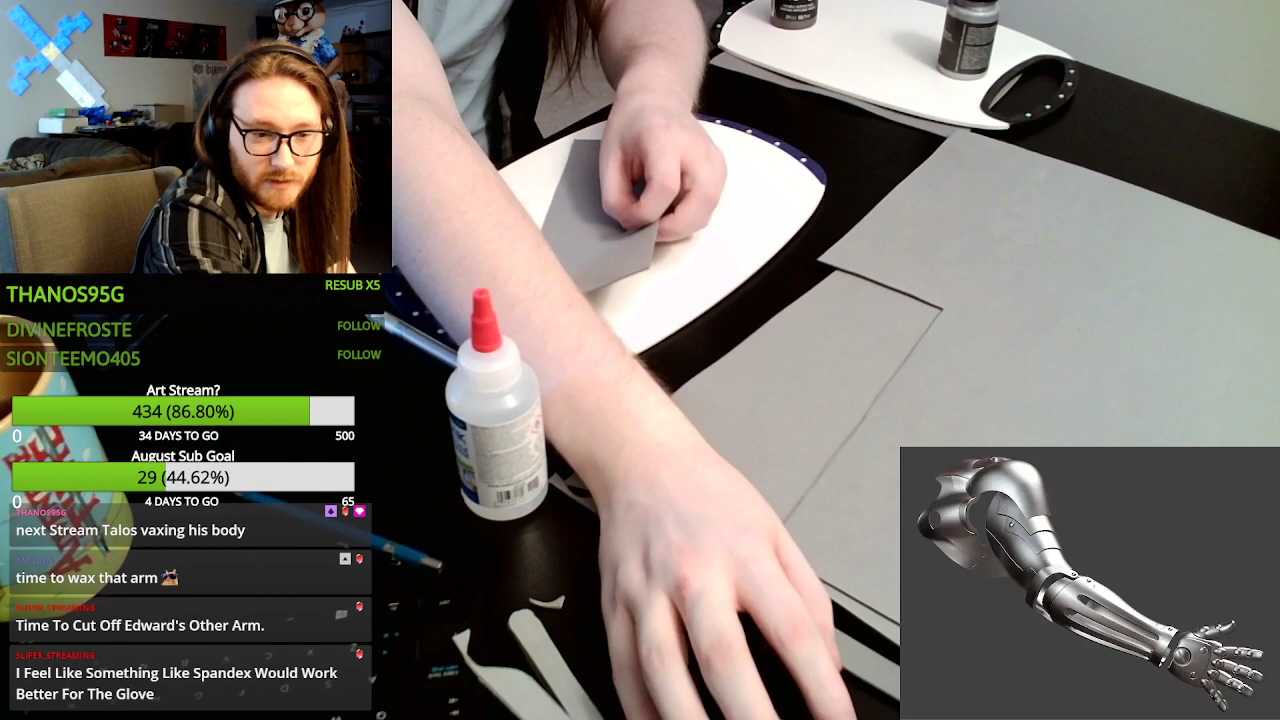 THANOS95G RESUB X5
DIVINEFROSTE FOLLOW
SIONTEEMO405 FOLLOW
Art Stream?
434 (86.80%)
0 34 DAYS TO GO 500
August Sub Goal
29 (44.62%)
0 4 DAYS TO GO 65
THANOS95G
next Stream Talos vaxing his body
time to wax that arm
SLIFER_STREAMING
Time To Cut Off Edward's Other Arm.
SLIFER_STREAMING
I Feel Like Something Like Spandex Would Work
Better For The Glove